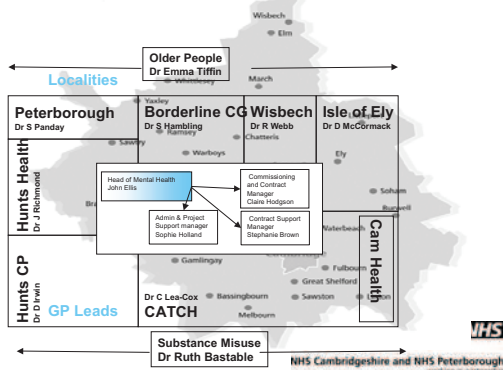 Wisbech
Elm
Older People
Dr Emma Tiffin
Localities
Whittlesey
March
Peterborough
Dr S Panday
Yaxley
Borderline CG
Dr S Hambling
Wisbech
Dr R Webb
Isle of Ely
Dr D McCormack
Ramsey
Chatteris
Sawtry
Warboys
Ely
Hunts Health
Dr J Richmond
Head of Mental Health
John Ellis
Commissioning
and Contract
Manager
Claire Hodgson
Soham
Burwell
Admin & Project
Support manager
Sophie Holland
Contract Support
Manager
Stephanie Brown
Waterbeach
Cam Health
Hunts CP
Dr D Irwin
Gamlingay
Fulbourn
Great Shelford
GP Leads
Dr C Lea-Cox
CATCH
Bassingbourn
Sawston
Melbourn
Substance Misuse
Dr Ruth Bastable
NHS
NHS Cambridgeshire and NHS Peterborough